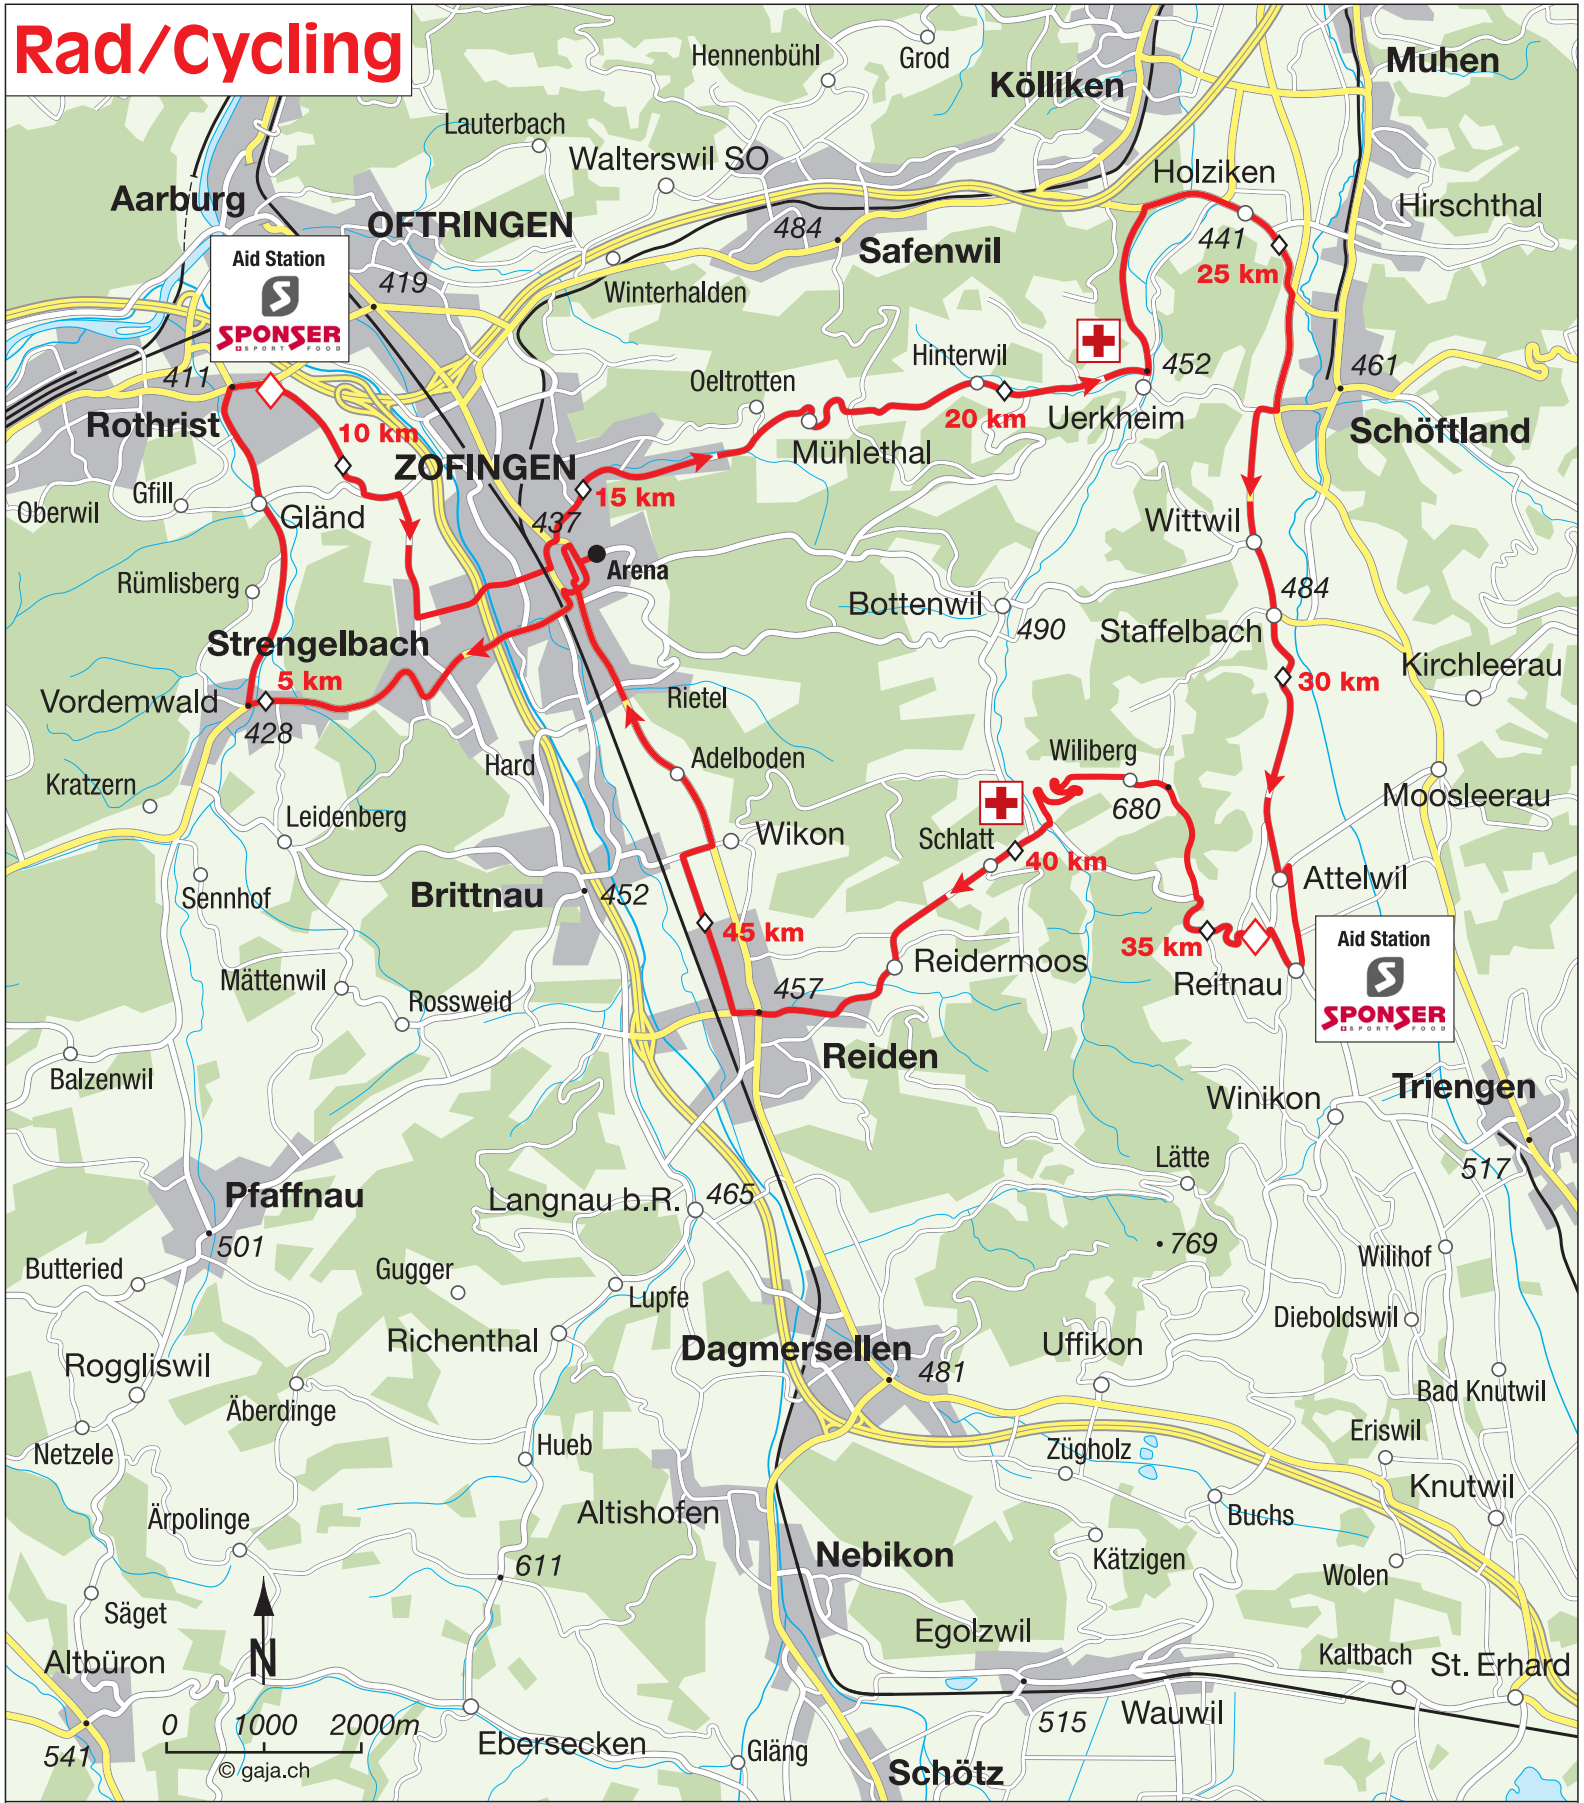 Rad/Cycling
Hennenbühl
Grod
Kölliken
Muhen
Lauterbach
Walterswil SO
Holziken
Aarburg
OFTRINGEN
484
Safenwil
441
25 km
Hirschthal
Aid Station
S
SPONSER
SPORT FOOD
419
Winterhalden
411
Rothrist
10 km
ZOFINGEN
Oeltrotten
Hinterwil
452
461
20 km
Uerkheim
Mühlethal
Schöftland
Oberwil
Gfill
Gländ
15 km
437
Arena
Wittwil
Rümlisberg
Bottenwil
490
484
Staffelbach
Strengelbach
5 km
Vordemwald
428
Rietel
30 km
Kirchleerau
Kratzern
Hard
Adelboden
Wiliberg
680
Moosleerau
Leidenberg
Wikon
Schlatt
40 km
Attelwil
Sennhof
Brittnau
452
45 km
35 km
Reitnau
Aid Station
S
SPONSER
SPORT FOOD
Mättenwil
Rossweid
457
Reidermoos
Reiden
Balzenwil
Winikon
Triengen
517
Lätte
Pfaffnau
501
Langnau b.R.
465
769
Wilihof
Butteried
Gugger
Lupfe
Richenthal
Dieboldswil
Dagmersellen
481
Uffikon
Roggliswil
Äberdinge
Bad Knutwil
Netzele
Hueb
Zügholz
Eriswil
Knutwil
Ärpolinge
Altishofen
Buchs
611
Nebikon
Kätzigen
Wolen
Säget
N
Egolzwil
Kaltbach
St. Erhard
Altbüron
541
0 1000 2000m
© gaja.ch
Ebersecken
Gläng
Schötz
515
Wauwil